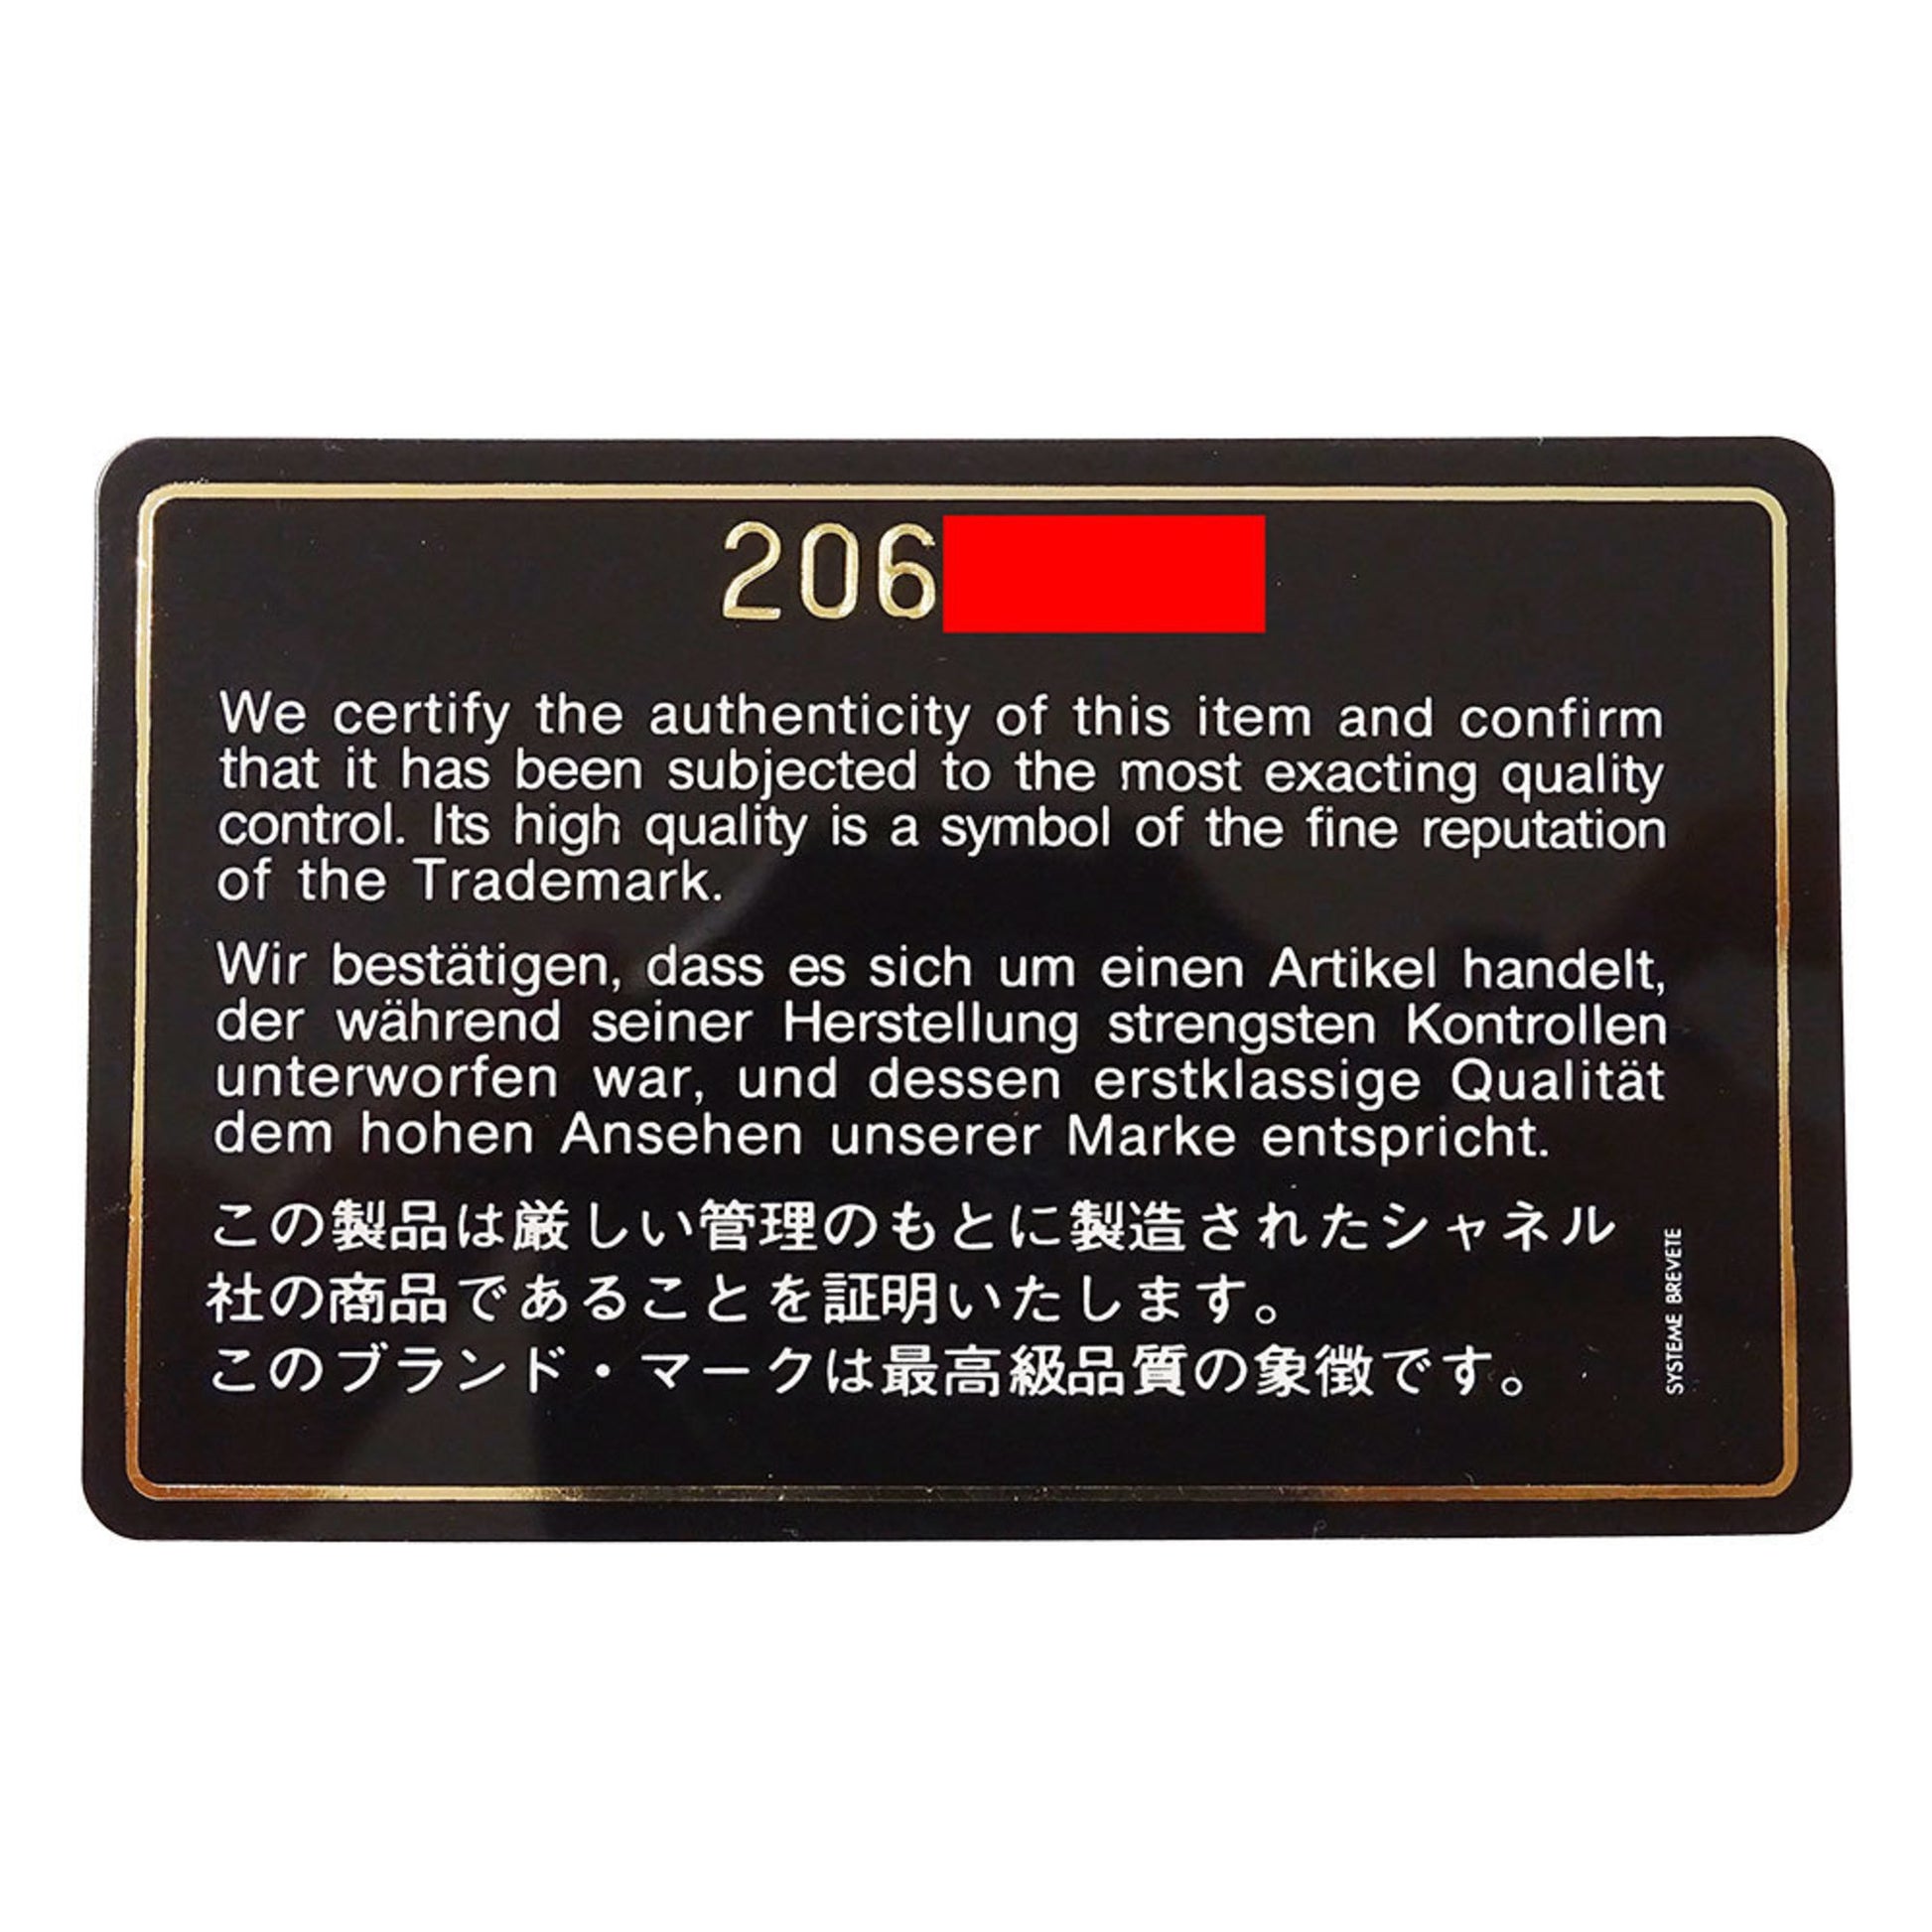 206
We certify the authenticity of this item and confirm
that it has been subjected to the most exacting quality
control. Its high quality is a symbol of the fine reputation
of the Trademark.
Wir bestätigen, dass es sich um einen Artikel handelt,
der während seiner Herstellung strengsten Kontrollen
unterworfen war, und dessen erstklassige Qualität
dem hohen Ansehen unserer Marke entspricht.
この製品は厳しい管理のもとに製造されたシャネル
社の商品であることを証明いたします。
このブランド・マークは最高級品質の象徴です。
SYSTEME BREVETE